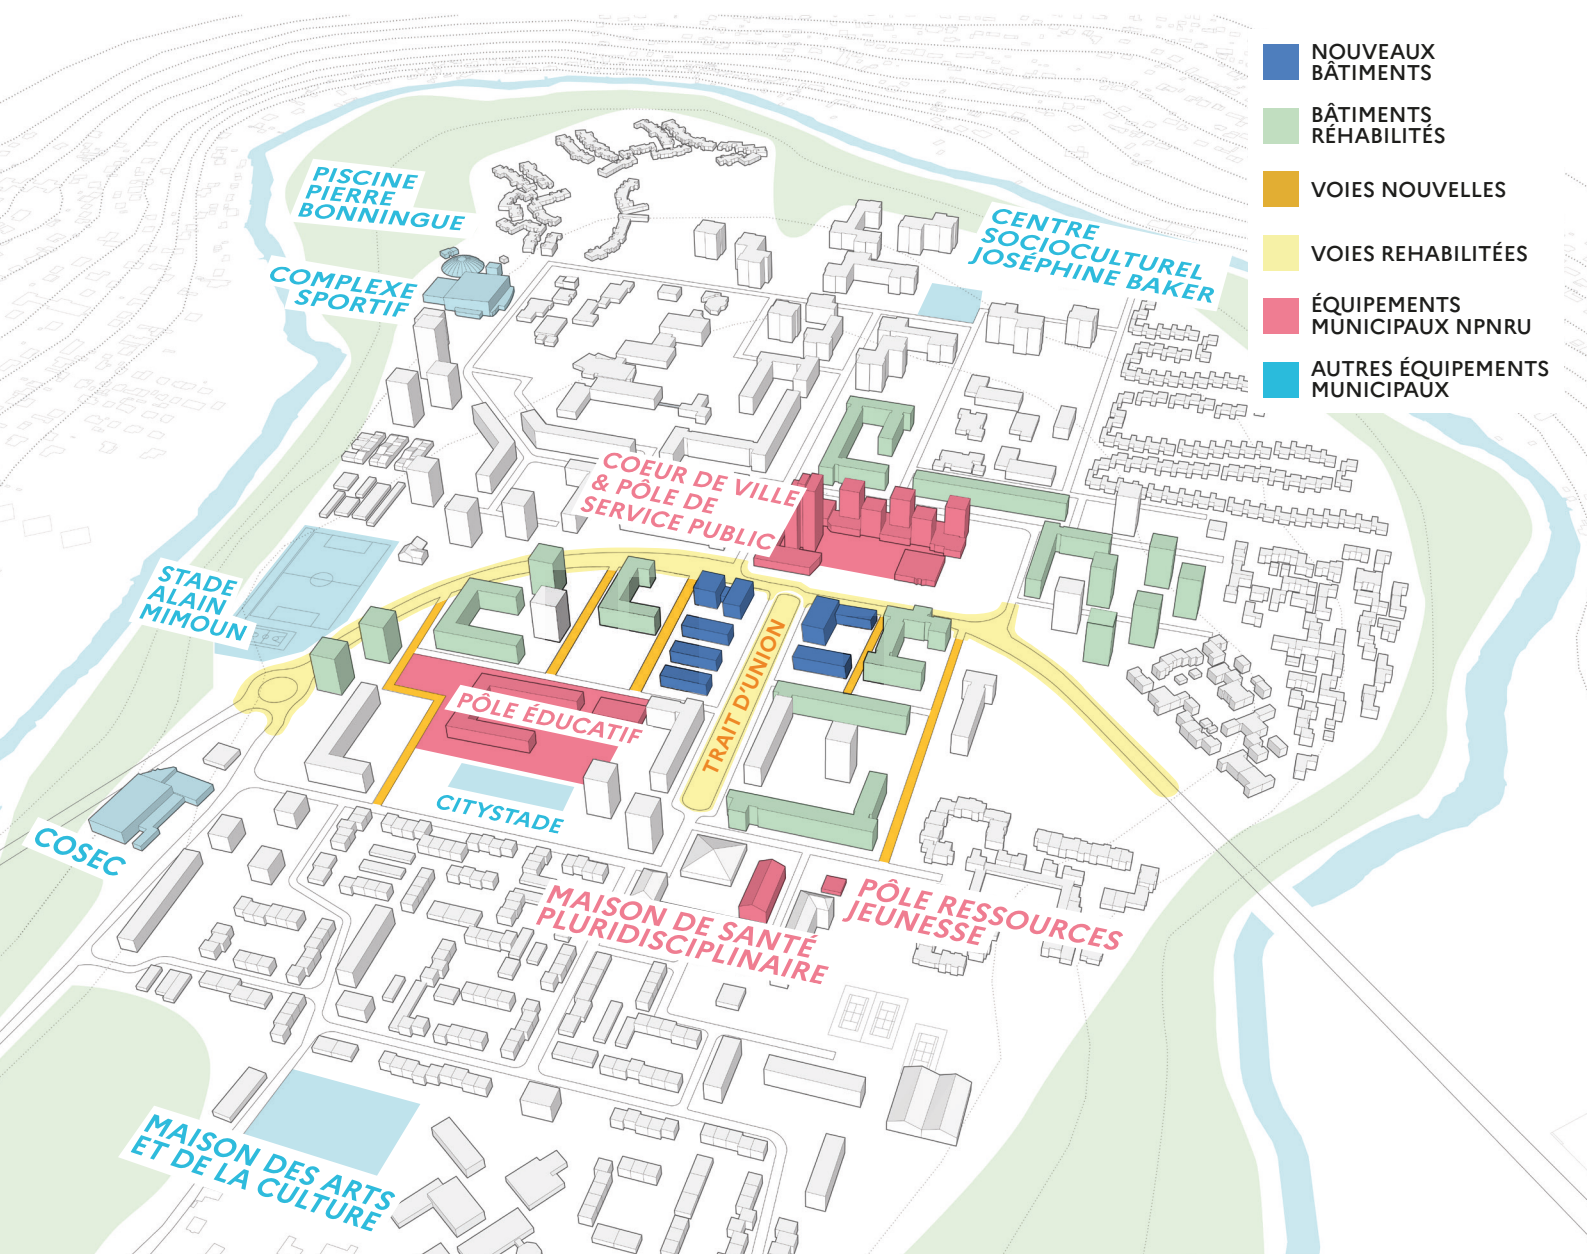 NOUVEAUX
BÂTIMENTS
BÂTIMENTS
RÉHABILITÉS
VOIES NOUVELLES
VOIES REHABILITÉES
ÉQUIPEMENTS
MUNICIPAUX NPNRU
AUTRES ÉQUIPEMENTS
MUNICIPAUX
PISCINE
PIERRE
BONNINGUE
COMPLEXE
SPORTIF
CENTRE
SOCIOCULTUREL
JOSÉPHINE BAKER
COEUR DE VILLE
& PÔLE DE
SERVICE PUBLIC
STADE
ALAIN
MIMOUN
TRAIT D'UNION
PÔLE ÉDUCATIF
CITYSTADE
COSEC
MAISON DE SANTÉ
PLURIDISCIPLINAIRE
PÔLE RESSOURCES
JEUNESSE
MAISON DES ARTS
ET DE LA CULTURE